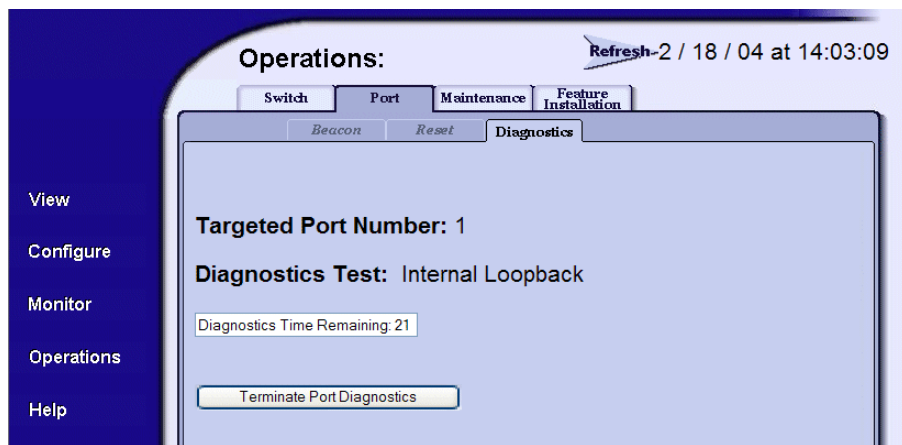 Operations:
Refresh-2 / 18 / 04 at 14:03:09
Switch
Port
Maintenance
Feature
Installation
Beacon
Reset
Diagnostics
View
Configure
Monitor
Operations
Help
Targeted Port Number: 1
Diagnostics Test: Internal Loopback
Diagnostics Time Remaining: 21
Terminate Port Diagnostics